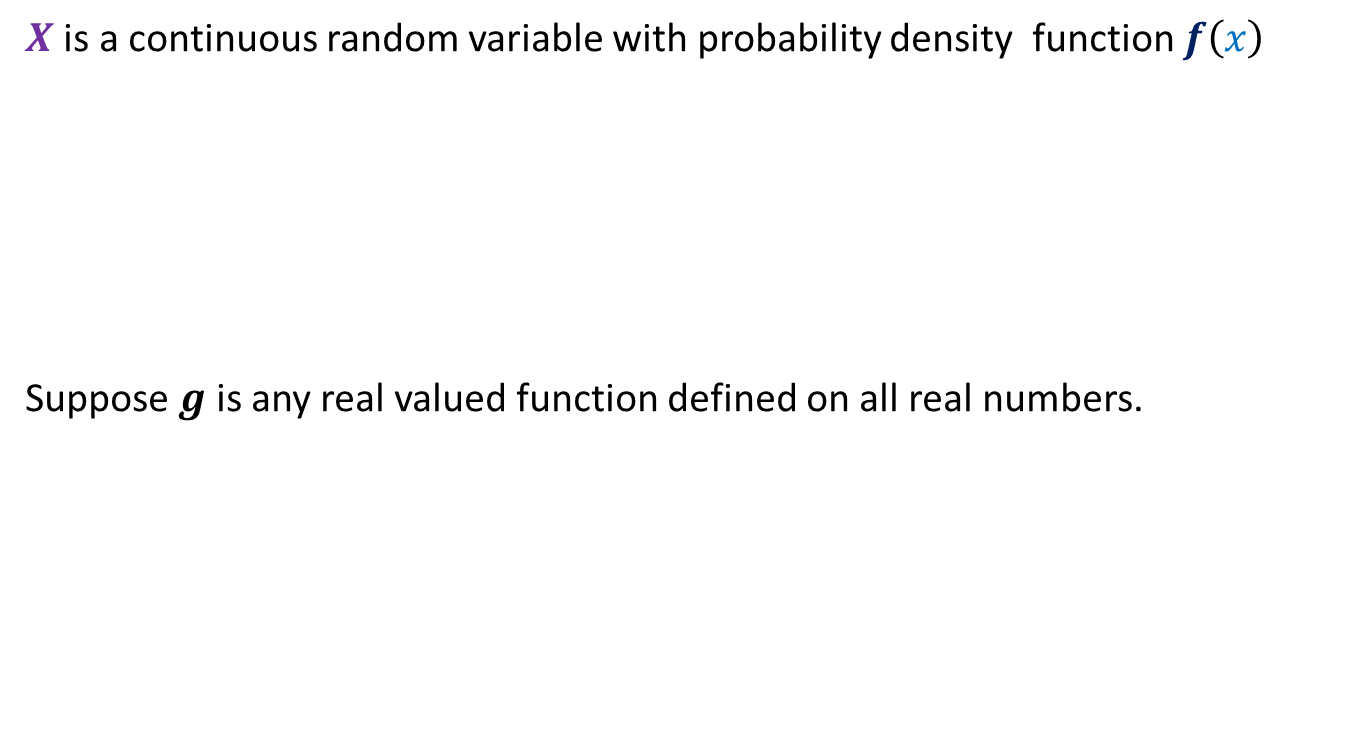 X is a continuous random variable with probability density function f(x)
Suppose g is any real valued function defined on all real numbers.